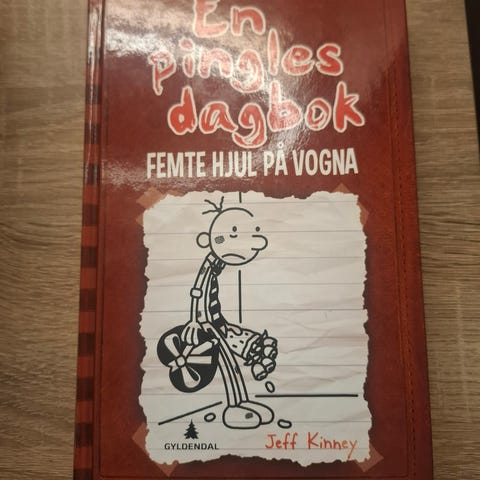 En
pingles
dagbok
FEMTE HJUL PÅ VOGNA
GYLDENDAL
Jeff Kinney